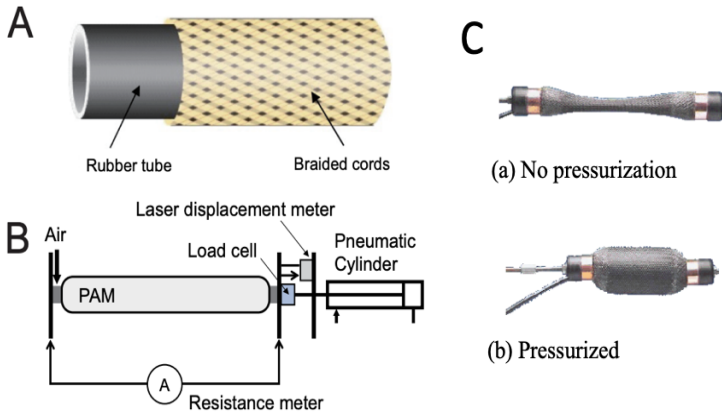 A
Rubber tube
Braided cords
B
Air
Laser displacement meter
Load cell
Pneumatic
Cylinder
PAM
A
Resistance meter
C
(a) No pressurization
(b) Pressurized